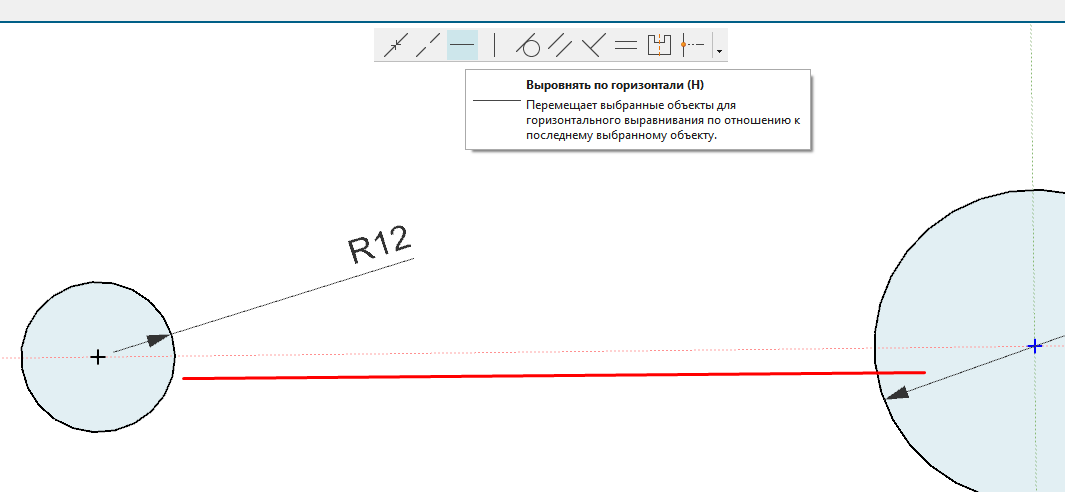 Выровнять по горизонтали (H)
Перемещает выбранные объекты для
горизонтального выравнивания по отношению к
последнему выбранному объекту.
R12